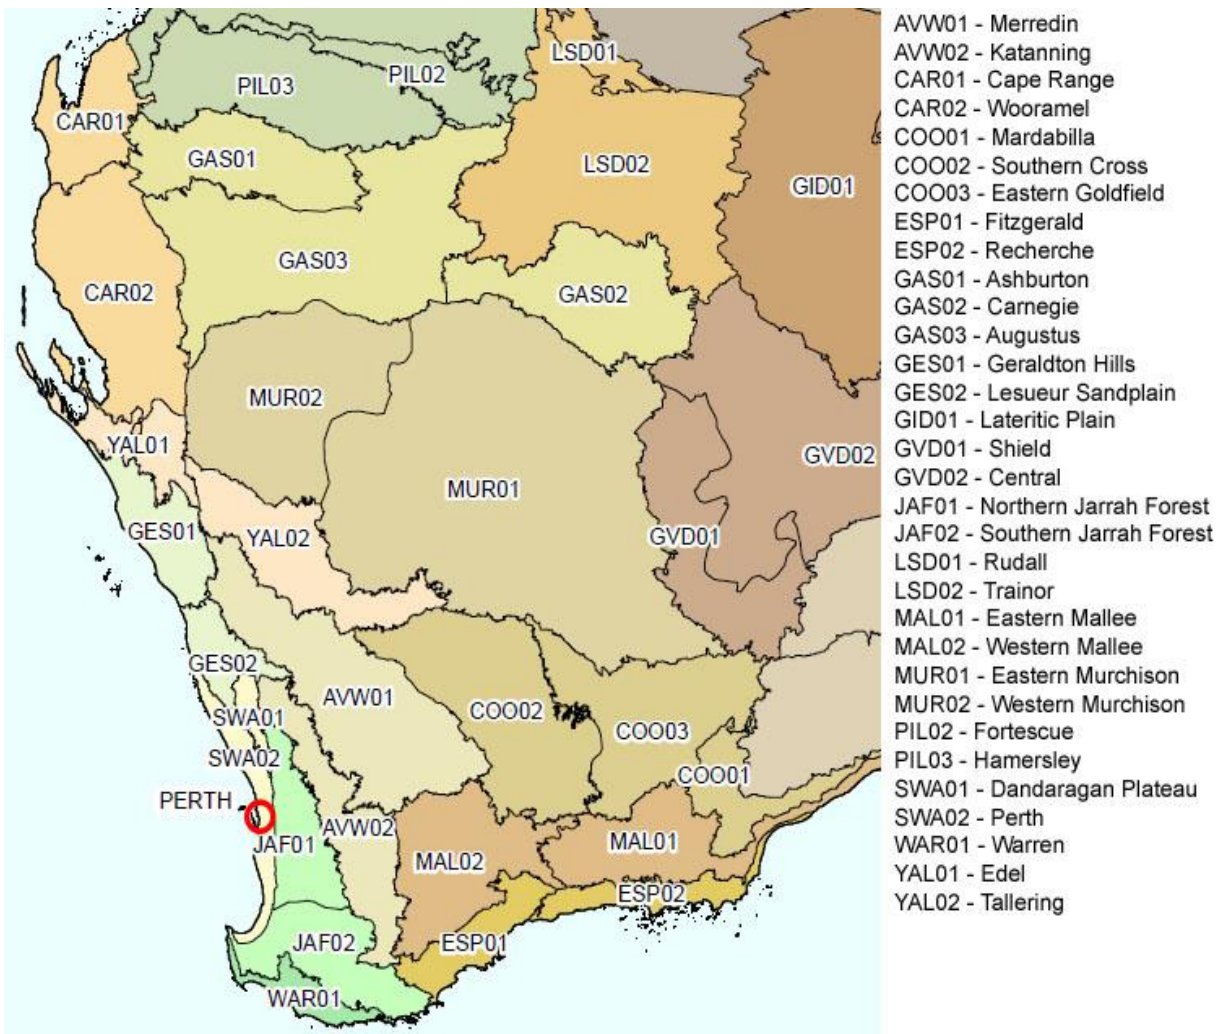 LSD01
PIL02
PIL03
CAR01
GAS01
LSD02
GID01
GAS03
CAR02
GAS02
MUR02
YAL01
GVD02
MUR01
GES01
YAL02
GVD01
GES02
AVW01
SWA01
COO02
COO03
SWA02
COO01
PERTH
AVW02
JAF01
MAL01
MAL02
ESP02
JAF02
ESP01
WAR01
AVW01 - Merredin
AVW02 - Katanning
CAR01 - Cape Range
CAR02 - Wooramel
COO01 - Mardabilla
COO02 - Southern Cross
COO03 - Eastern Goldfield
ESP01 - Fitzgerald
ESP02 - Recherche
GAS01 - Ashburton
GAS02 - Carnegie
GAS03 - Augustus
GES01 - Geraldton Hills
GES02 - Lesueur Sandplain
GID01 - Lateritic Plain
GVD01 - Shield
GVD02 - Central
JAF01 - Northern Jarrah Forest
JAF02 - Southern Jarrah Forest
LSD01 - Rudall
LSD02 - Trainor
MAL01 - Eastern Mallee
MAL02 - Western Mallee
MUR01 - Eastern Murchison
MUR02 - Western Murchison
PIL02 - Fortescue
PIL03 - Hamersley
SWA01 - Dandaragan Plateau
SWA02 - Perth
WAR01 - Warren
YAL01 - Edel
YAL02 - Tallering